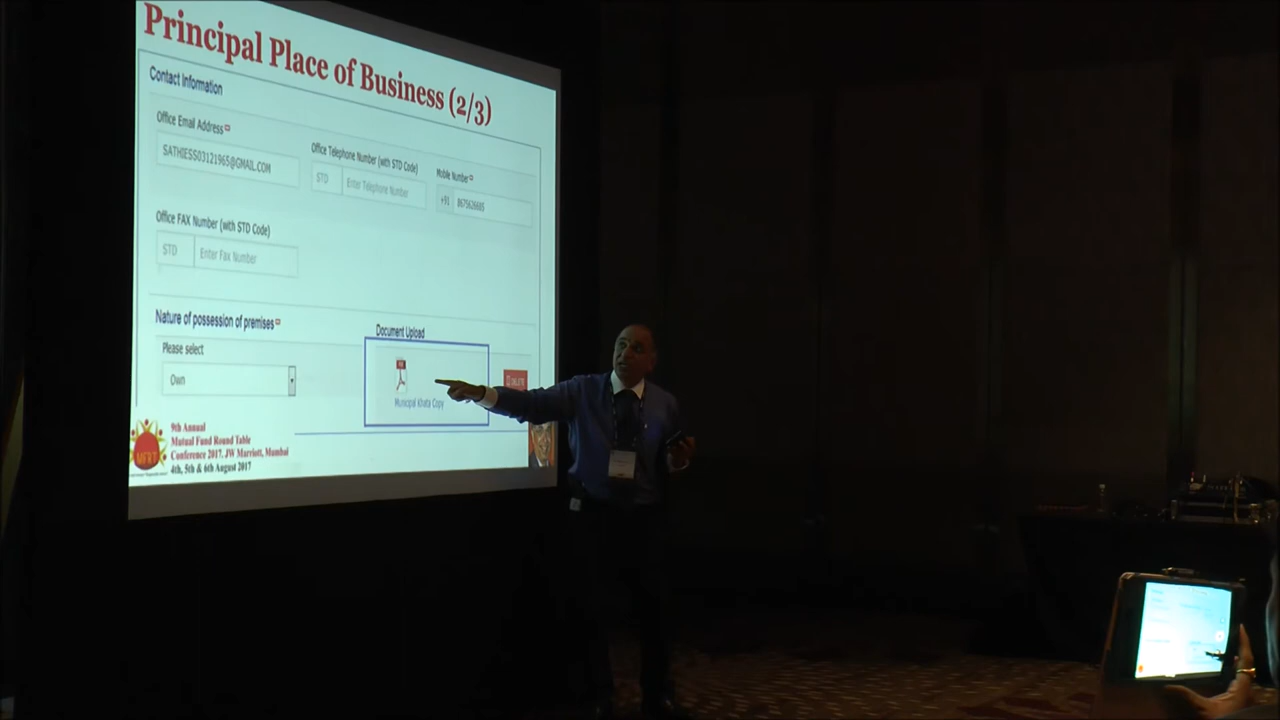 Principal Place of Business (2/3)
Contact Information
Office Email Address
SATHIESS03121965@GMAIL.COM
Office Telephone Number (with STD Code)
STD Enter Telephone Number
Mobile Number
+91 8675626605
Office FAX Number (with STD Code)
STD Enter Fax Number
Nature of possession of premises
Please select
Own
Document Upload
Municipal Khata Copy
DELETE
MFRT
9th Annual
Mutual Fund Round Table
Conference 2017. JW Marriott, Mumbai
4th, 5th & 6th August 2017